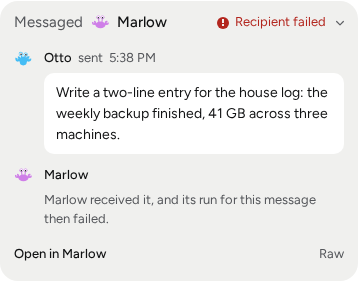 Messaged Marlow Recipient failed
Otto sent 5:38 PM
Write a two-line entry for the house log: the
weekly backup finished, 41 GB across three
machines.
Marlow
Marlow received it, and its run for this message
then failed.
Open in Marlow Raw